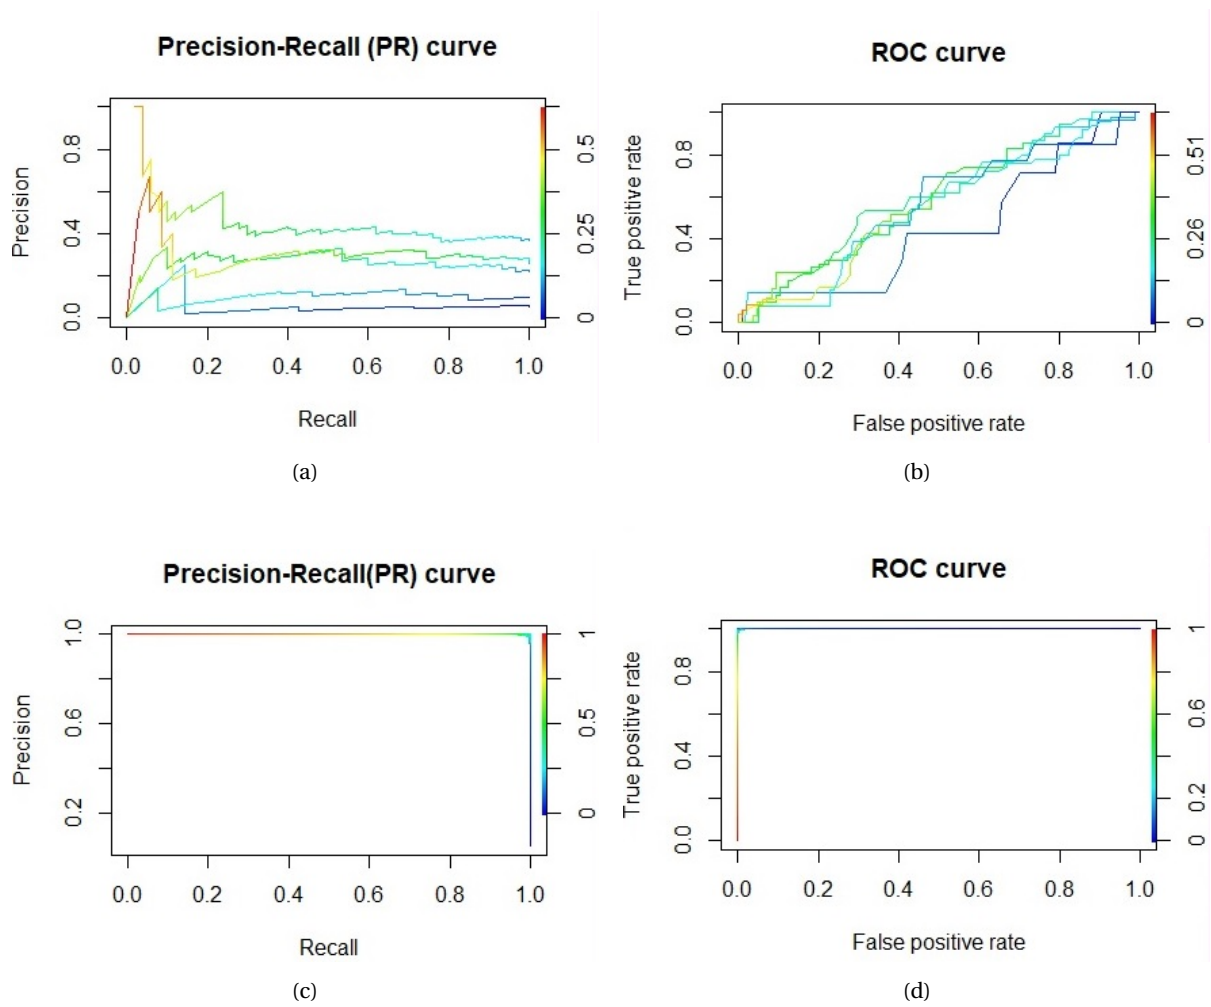 Precision-Recall (PR) curve
Precision
0.0 0.4 0.8
0 0.25 0.5
0.0 0.2 0.4 0.6 0.8 1.0
Recall
(a)
ROC curve
True positive rate
0.0 0.4 0.8
0 0.26 0.51
0.0 0.2 0.4 0.6 0.8 1.0
False positive rate
(b)
Precision-Recall(PR) curve
Precision
0.2 0.6 1.0
0 0.5 1
0.0 0.2 0.4 0.6 0.8 1.0
Recall
(c)
ROC curve
True positive rate
0.0 0.4 0.8
0 0.2 0.6 1
0.0 0.2 0.4 0.6 0.8 1.0
False positive rate
(d)